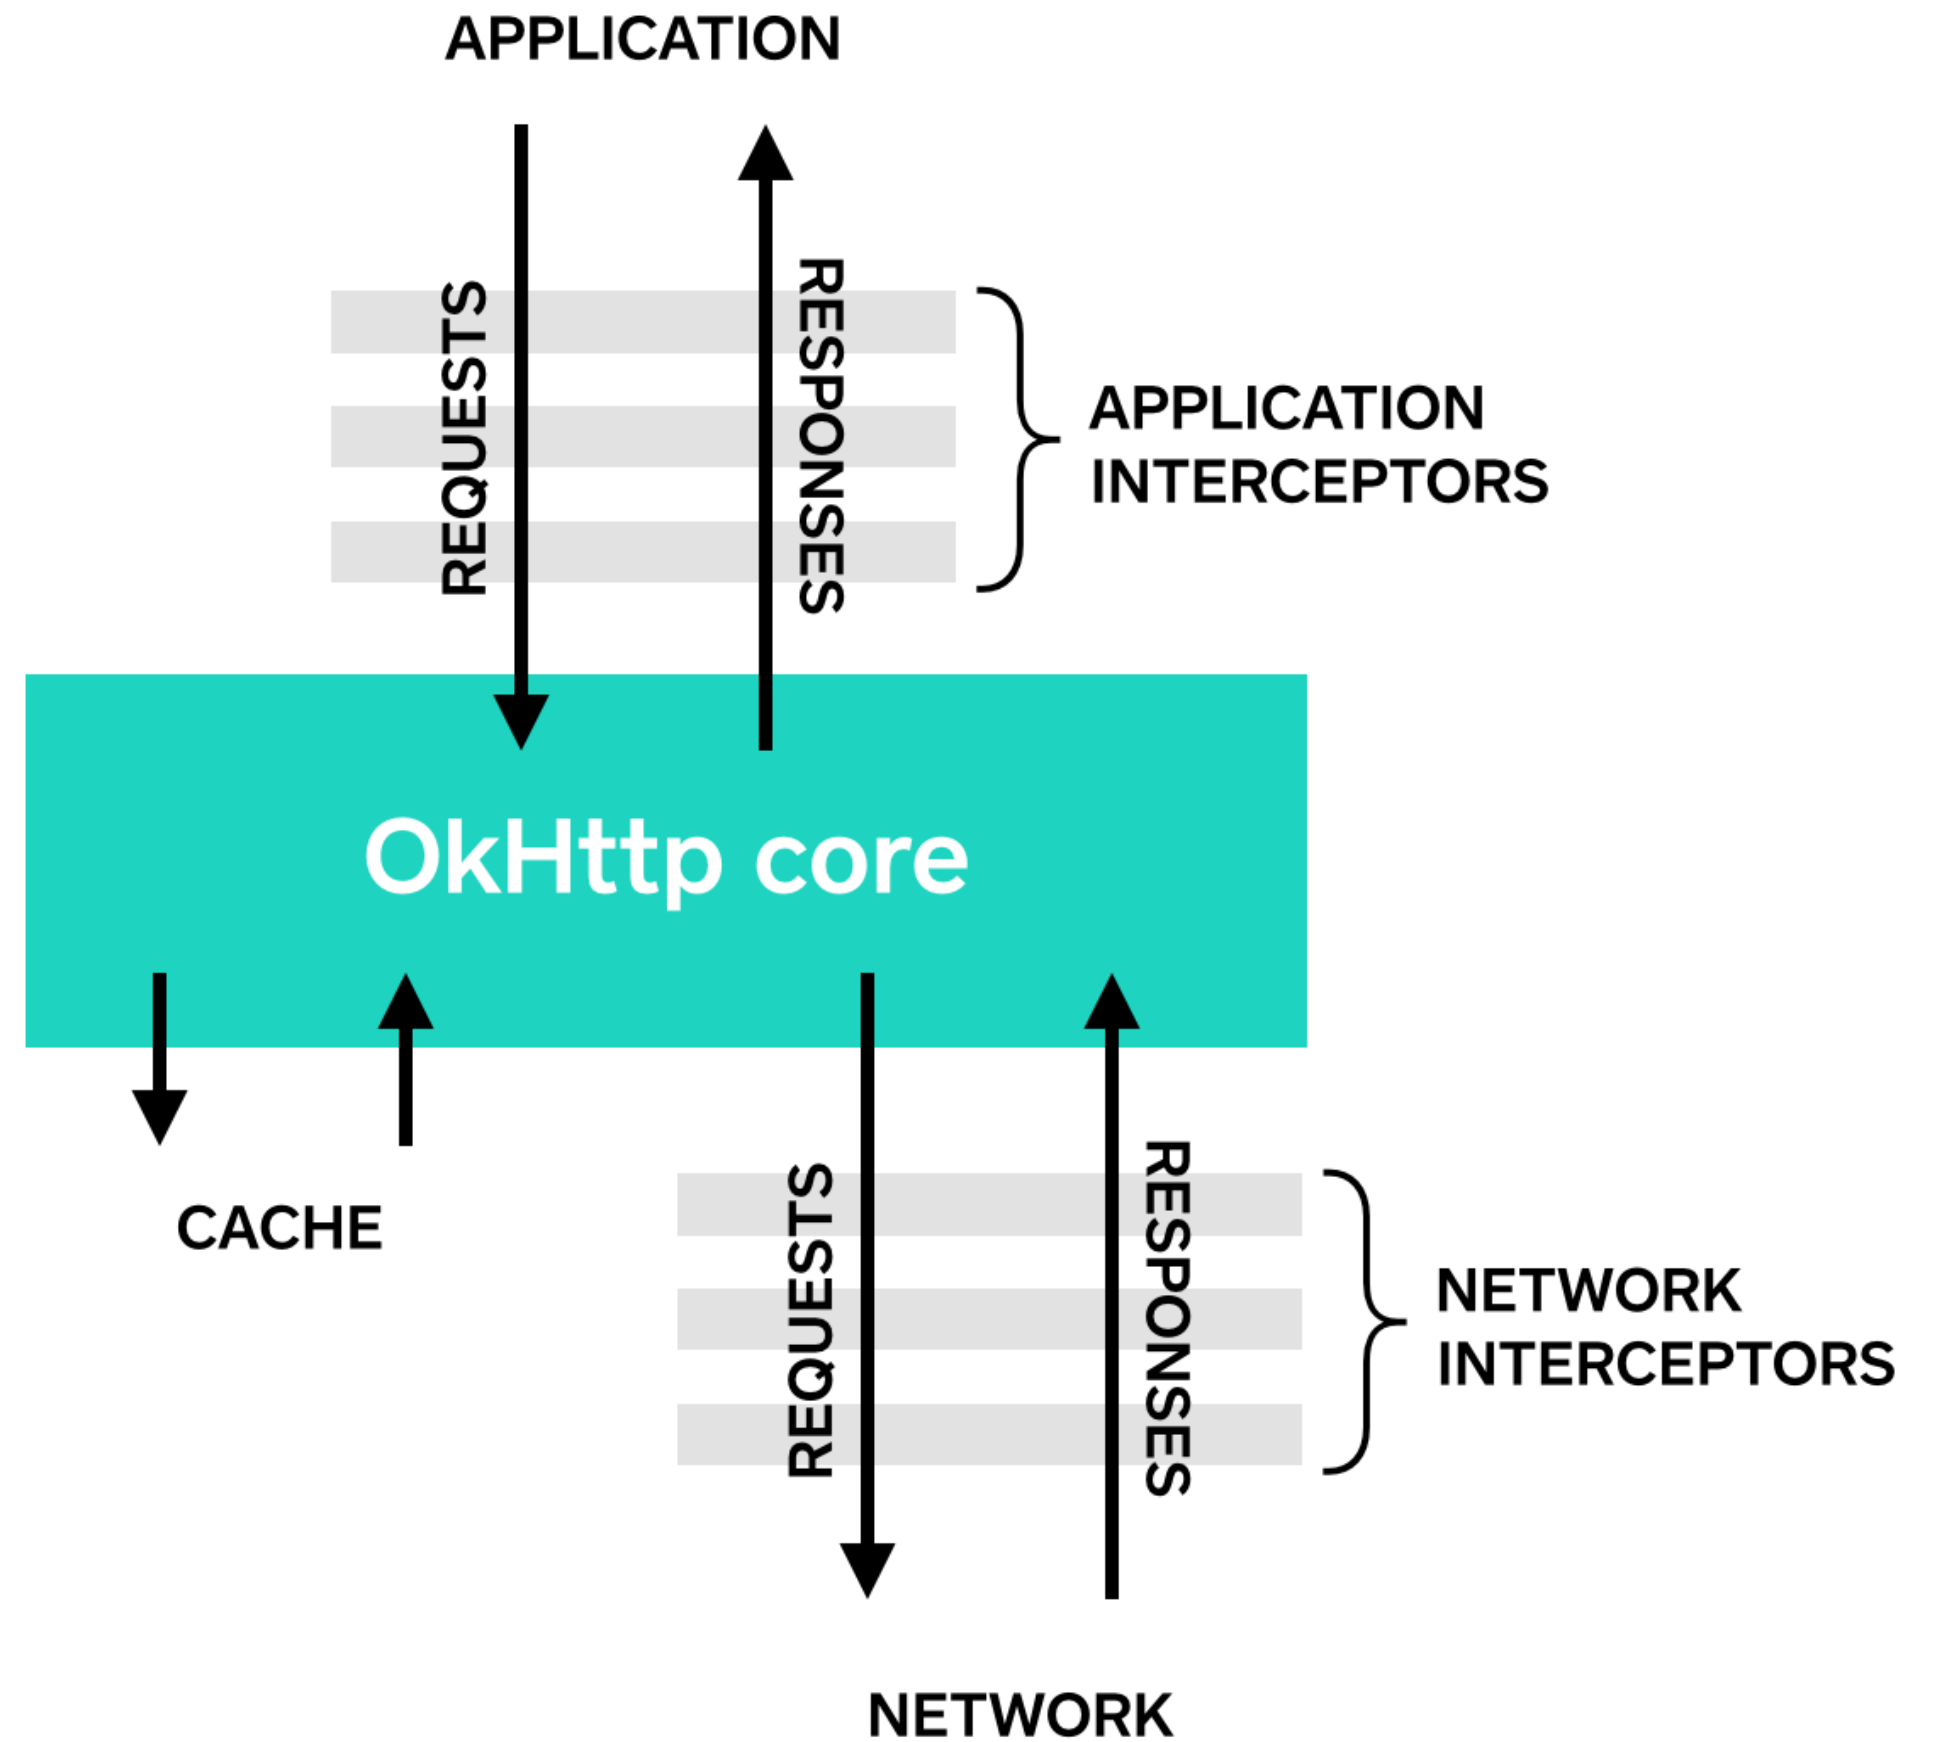 APPLICATION
REQUESTS
RESPONSES
APPLICATION
INTERCEPTORS
OkHttp core
CACHE
REQUESTS
RESPONSES
NETWORK
INTERCEPTORS
NETWORK